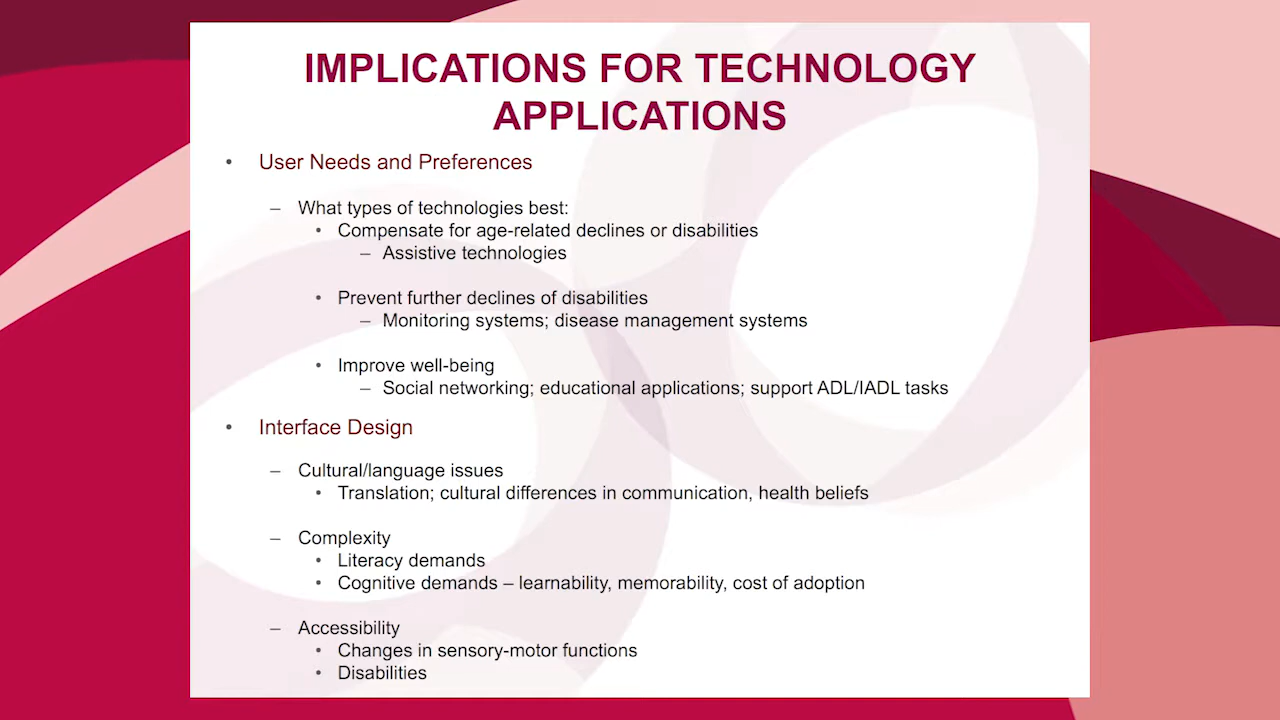 IMPLICATIONS FOR TECHNOLOGY
APPLICATIONS
• User Needs and Preferences
– What types of technologies best:
• Compensate for age-related declines or disabilities
– Assistive technologies
• Prevent further declines of disabilities
– Monitoring systems; disease management systems
• Improve well-being
– Social networking; educational applications; support ADL/IADL tasks
• Interface Design
– Cultural/language issues
• Translation; cultural differences in communication, health beliefs
– Complexity
• Literacy demands
• Cognitive demands – learnability, memorability, cost of adoption
– Accessibility
• Changes in sensory-motor functions
• Disabilities